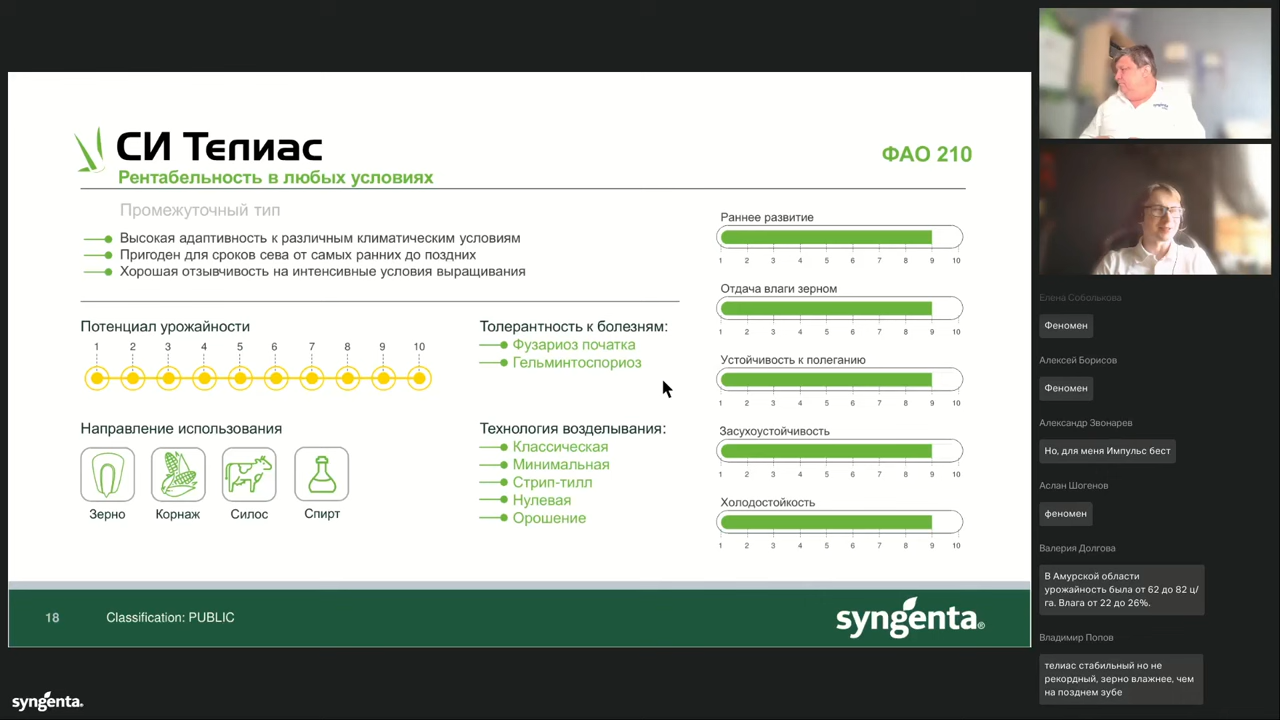 СИ Телиас
Рентабельность в любых условиях
ФАО 210
Промежуточный тип
Высокая адаптивность к различным климатическим условиям
Пригоден для сроков сева от самых ранних до поздних
Хорошая отзывчивость на интенсивные условия выращивания
Потенциал урожайности
1 2 3 4 5 6 7 8 9 10
Направление использования
Зерно Корнаж Силос Спирт
Толерантность к болезням:
Фузариоз початка
Гельминтоспориоз
Технология возделывания:
Классическая
Минимальная
Стрип-тилл
Нулевая
Орошение
Раннее развитие
1 2 3 4 5 6 7 8 9 10
Отдача влаги зерном
1 2 3 4 5 6 7 8 9 10
Устойчивость к полеганию
1 2 3 4 5 6 7 8 9 10
Засухоустойчивость
1 2 3 4 5 6 7 8 9 10
Холодостойкость
1 2 3 4 5 6 7 8 9 10
18 Classification: PUBLIC
syngenta®
syngenta.
syngenta
Елена Соболькова
Феномен
Алексей Борисов
Феномен
Александр Звонарев
Но, для меня Импульс бест
Аслан Шогенов
феномен
Валерия Долгова
В Амурской области
урожайность была от 62 до 82 ц/
га. Влага от 22 до 26%.
Владимир Попов
телиас стабильный но не
рекордный, зерно влажнее, чем
на позднем зубе